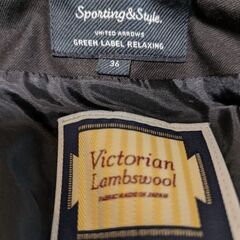 Sporting&Style.
UNITED ARROWS
GREEN LABEL RELAXING
36
Victorian
Lambswool
FABRIC MADE IN JAPAN